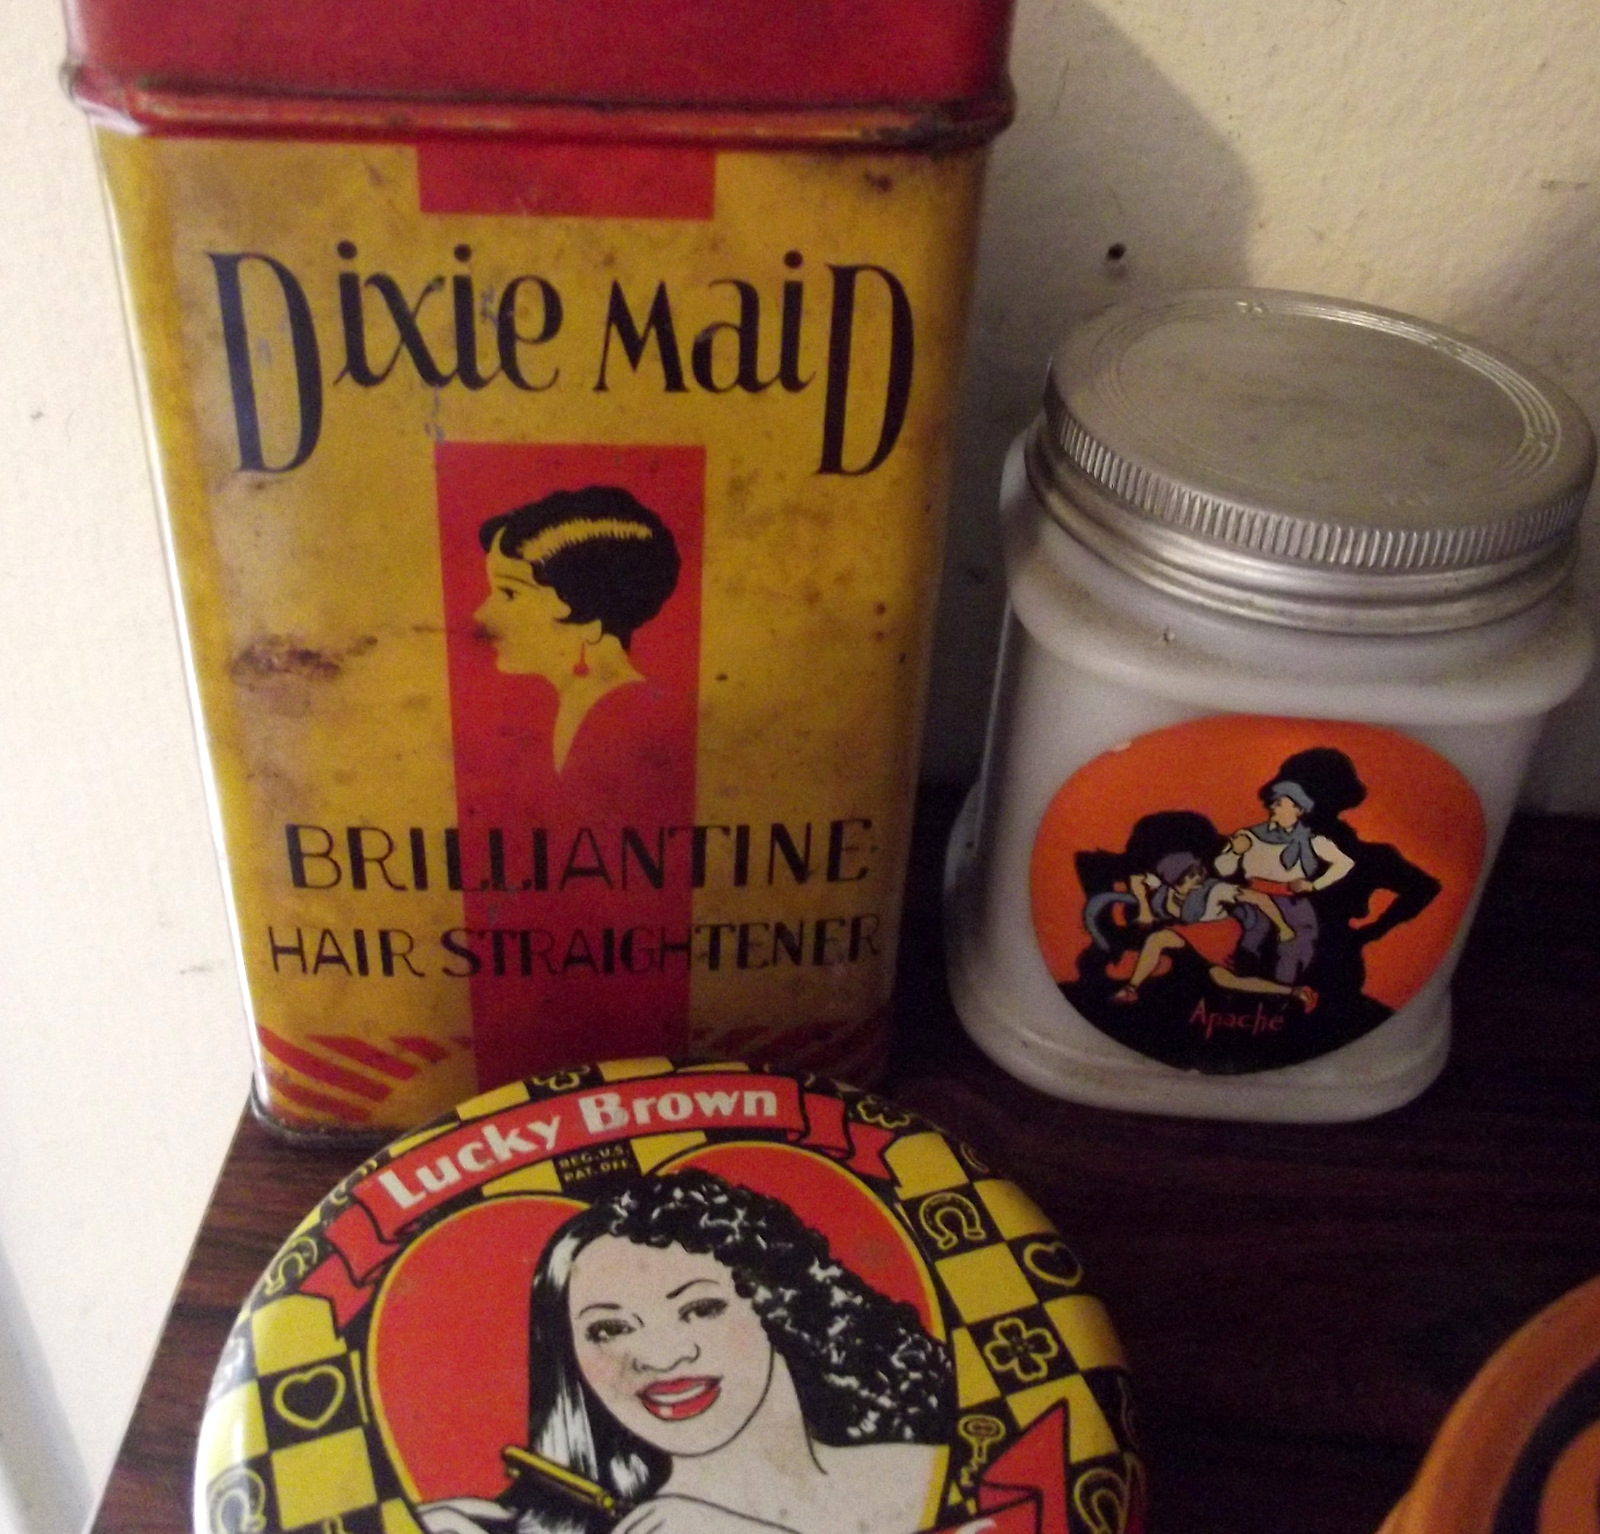 Dixie MaiD
BRILLIANTINE
HAIR STRAIGHTENER
Apache
Lucky Brown
REG. U.S.
PAT. OFF.